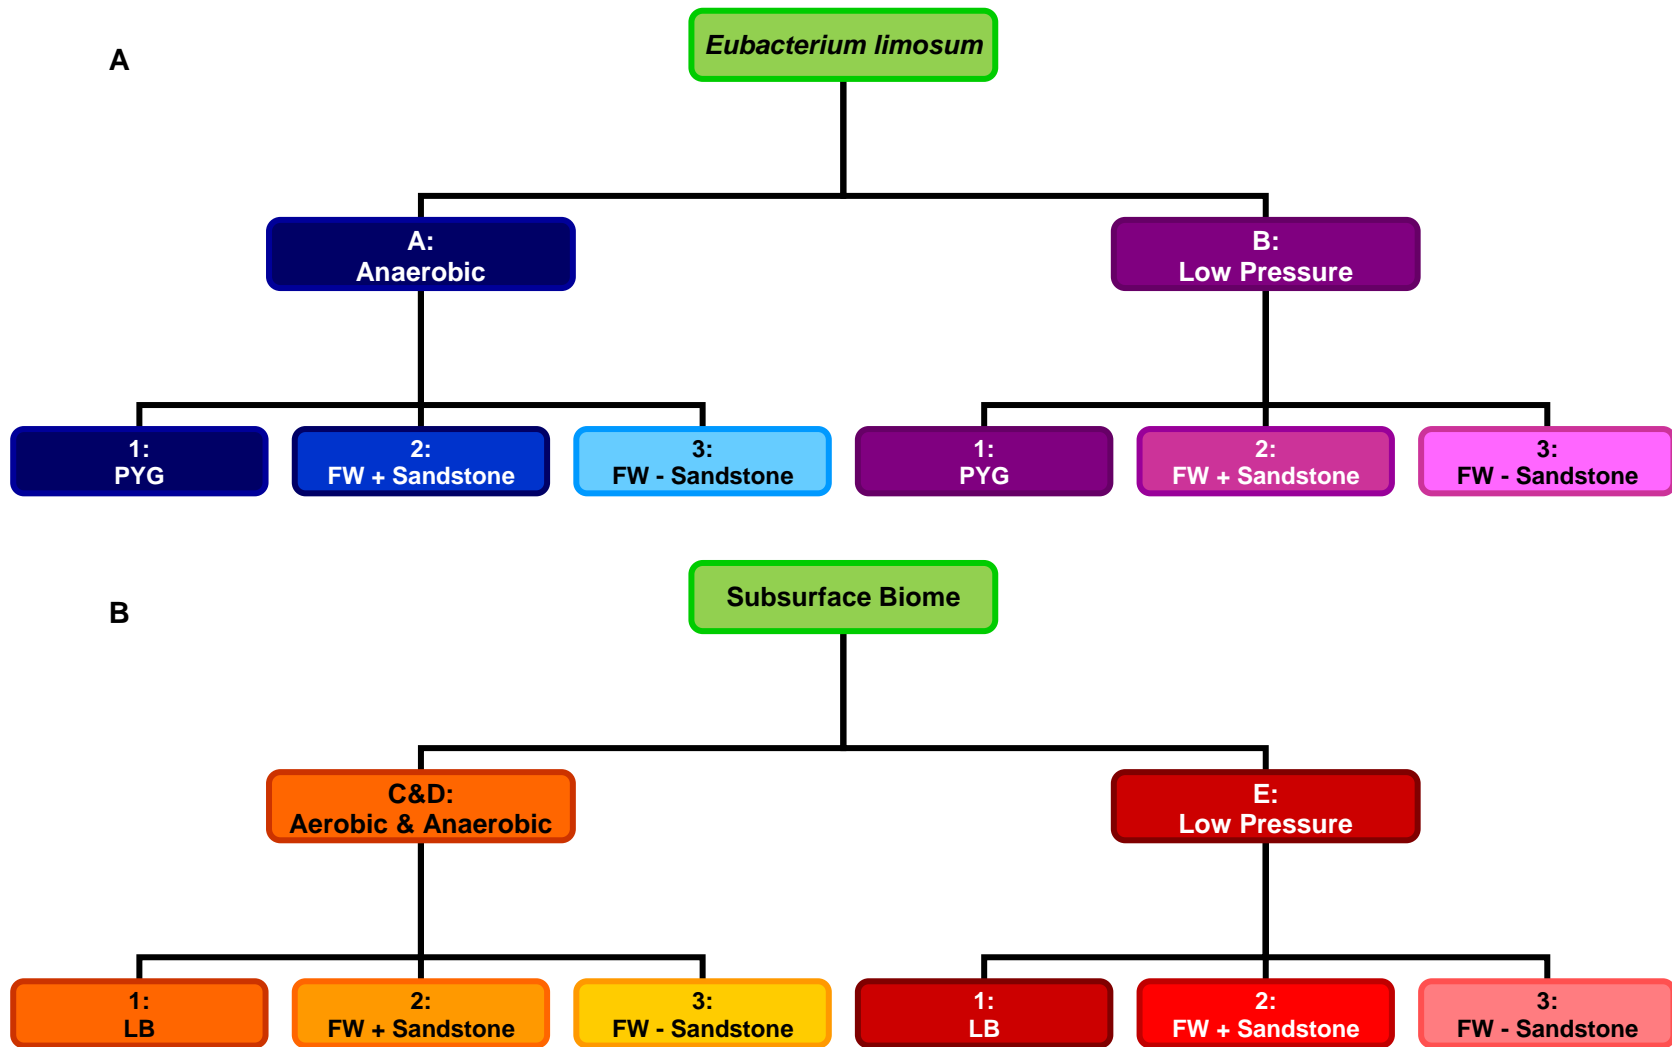 A
Eubacterium limosum
A:
Anaerobic
B:
Low Pressure
1:
PYG
2:
FW + Sandstone
3:
FW - Sandstone
1:
PYG
2:
FW + Sandstone
3:
FW - Sandstone
B
Subsurface Biome
C&D:
Aerobic & Anaerobic
E:
Low Pressure
1:
LB
2:
FW + Sandstone
3:
FW - Sandstone
1:
LB
2:
FW + Sandstone
3:
FW - Sandstone